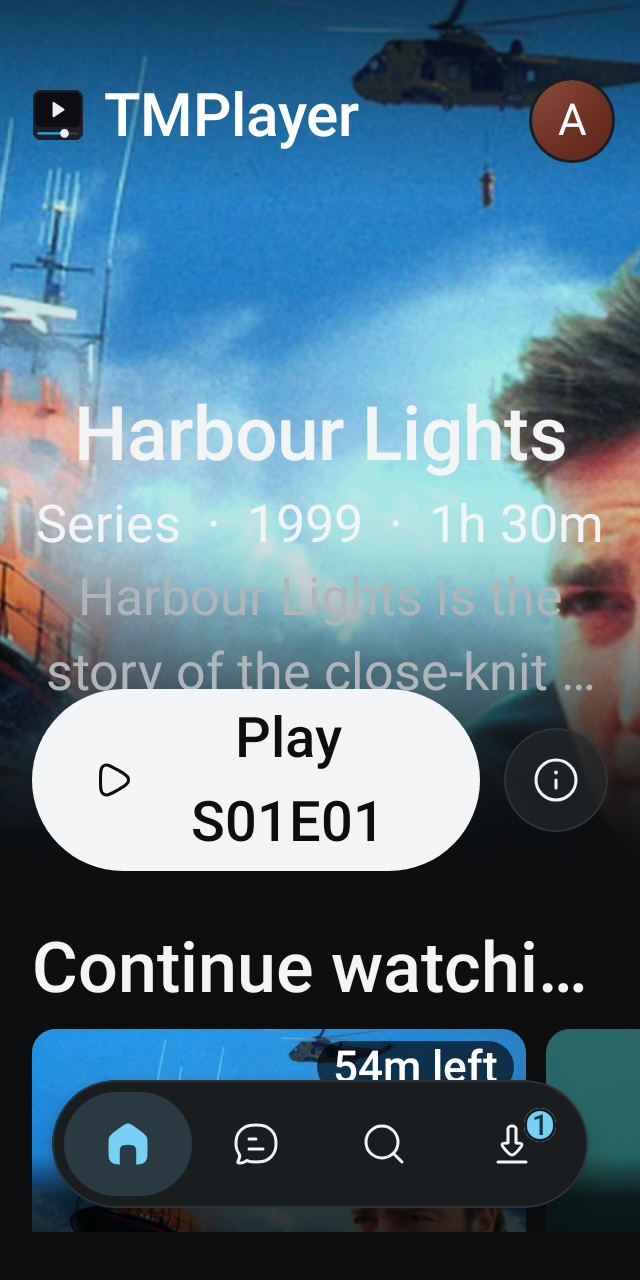 TMPlayer
A
Harbour Lights
Series · 1999 · 1h 30m
Harbour Lights is the
story of the close-knit …
Play
S01E01
Continue watchi…
54m left
1